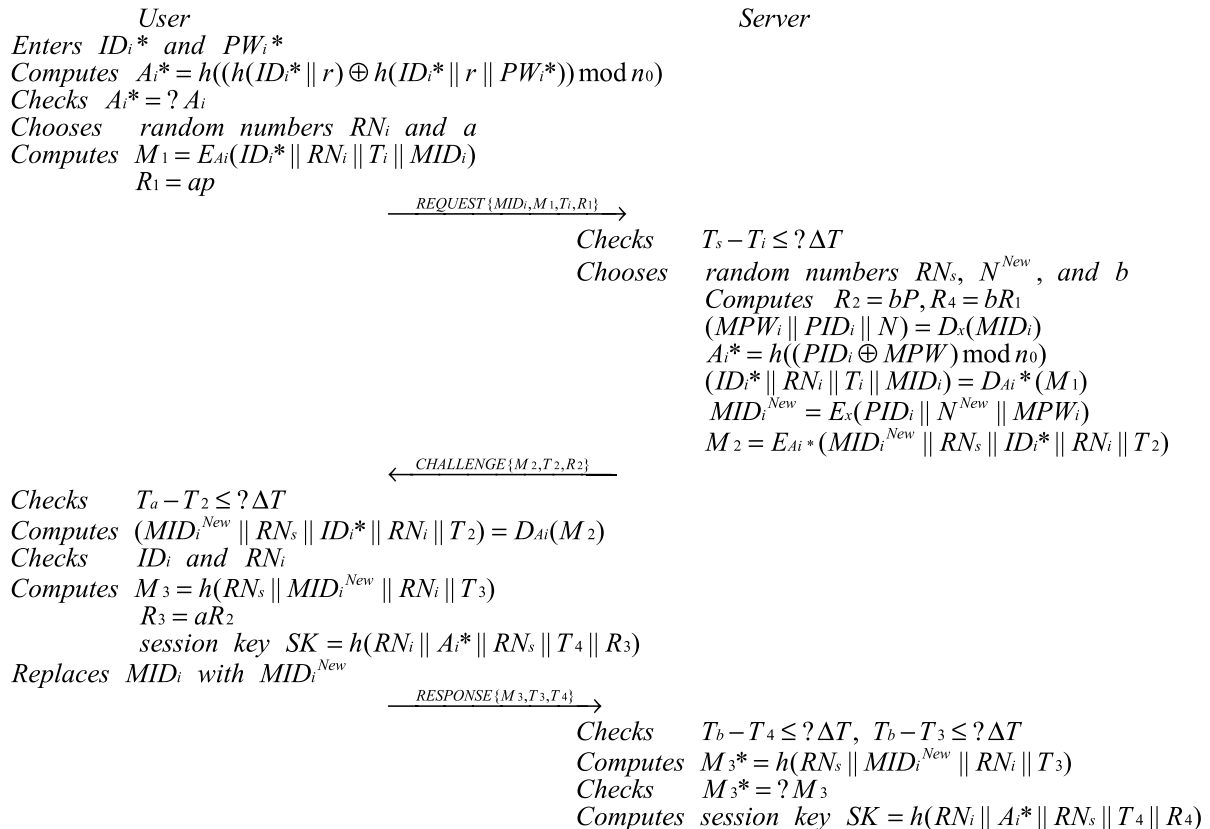 User Server
Enters IDi* and PWi*
Computes Ai* = h((h(IDi* || r) ⊕ h(IDi* || r || PWi*)) mod n0)
Checks Ai* = ? Ai
Chooses random numbers RNi and a
Computes M1 = EAi(IDi* || RNi || Ti || MIDi)
R1 = ap
REQUEST{MIDi,M1,Ti,R1}
Checks Ts − Ti ≤ ? ΔT
Chooses random numbers RNs, N^New, and b
Computes R2 = bP, R4 = bR1
(MPWi || PIDi || N) = Dx(MIDi)
Ai* = h((PIDi ⊕ MPW) mod n0)
(IDi* || RNi || Ti || MIDi) = DAi*(M1)
MIDi^New = Ex(PIDi || N^New || MPWi)
M2 = EAi*(MIDi^New || RNs || IDi* || RNi || T2)
CHALLENGE{M2,T2,R2}
Checks Ta − T2 ≤ ? ΔT
Computes (MIDi^New || RNs || IDi* || RNi || T2) = DAi(M2)
Checks IDi and RNi
Computes M3 = h(RNs || MIDi^New || RNi || T3)
R3 = aR2
session key SK = h(RNi || Ai* || RNs || T4 || R3)
Replaces MIDi with MIDi^New
RESPONSE{M3,T3,T4}
Checks Tb − T4 ≤ ? ΔT, Tb − T3 ≤ ? ΔT
Computes M3* = h(RNs || MIDi^New || RNi || T3)
Checks M3* = ? M3
Computes session key SK = h(RNi || Ai* || RNs || T4 || R4)